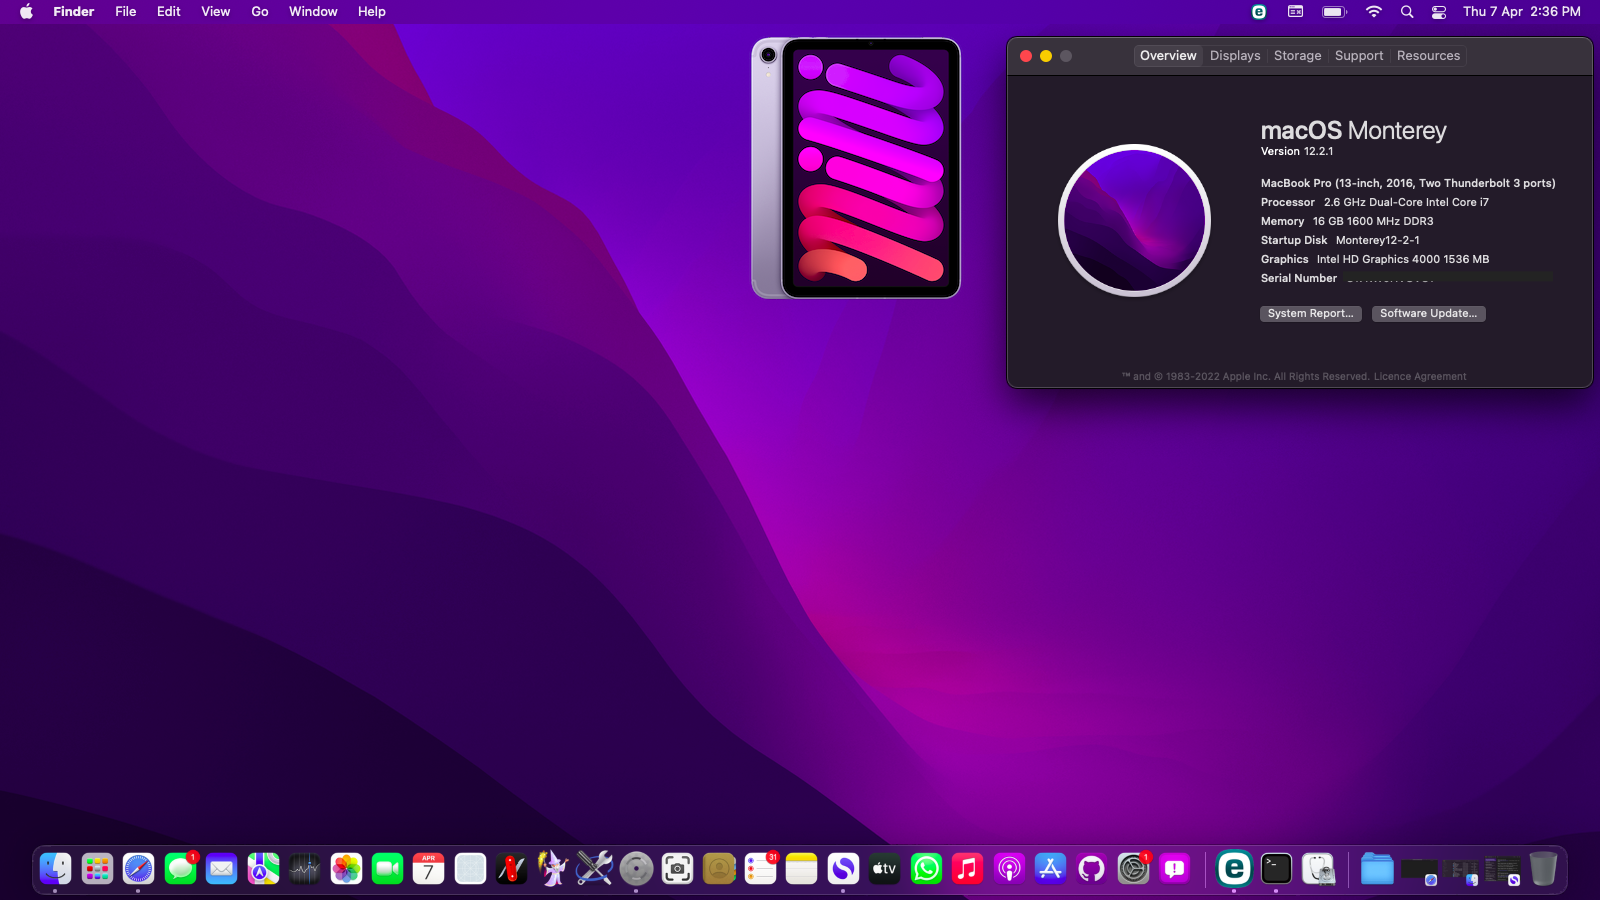 Finder File Edit View Go Window Help
Thu 7 Apr 2:36 PM
Overview Displays Storage Support Resources
macOS Monterey
Version 12.2.1
MacBook Pro (13-inch, 2016, Two Thunderbolt 3 ports)
Processor 2.6 GHz Dual-Core Intel Core i7
Memory 16 GB 1600 MHz DDR3
Startup Disk Monterey12-2-1
Graphics Intel HD Graphics 4000 1536 MB
Serial Number
System Report... Software Update...
™ and © 1983-2022 Apple Inc. All Rights Reserved. Licence Agreement
1
APR
7
31
tv
1
e
>_